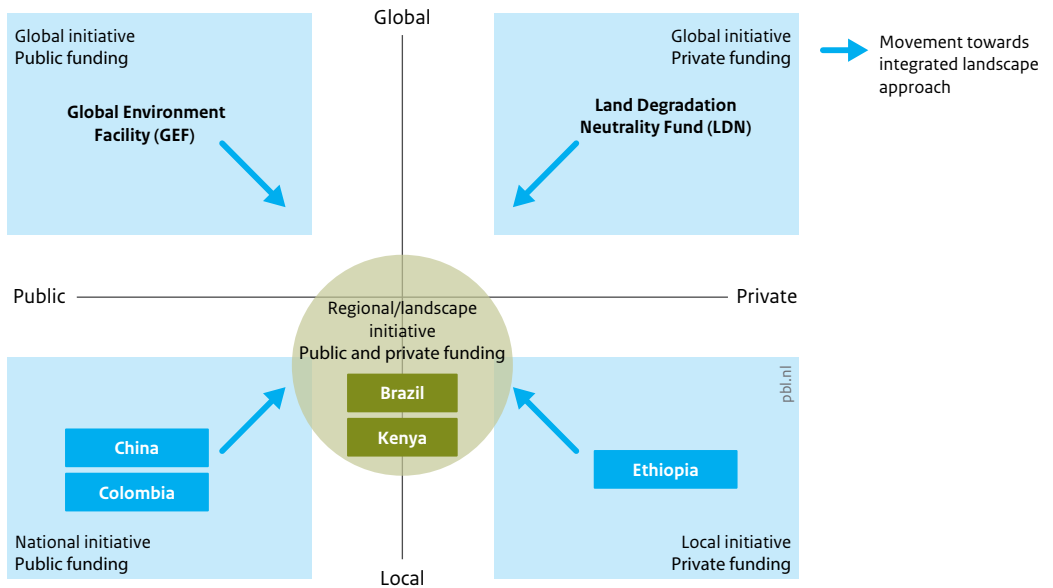 Global
Global initiative
Public funding
Global Environment
Facility (GEF)
Global initiative
Private funding
Land Degradation
Neutrality Fund (LDN)
Movement towards
integrated landscape
approach
Public
Private
Regional/landscape
initiative
Public and private funding
Brazil
Kenya
China
Colombia
National initiative
Public funding
Ethiopia
Local initiative
Private funding
pbl.nl
Local